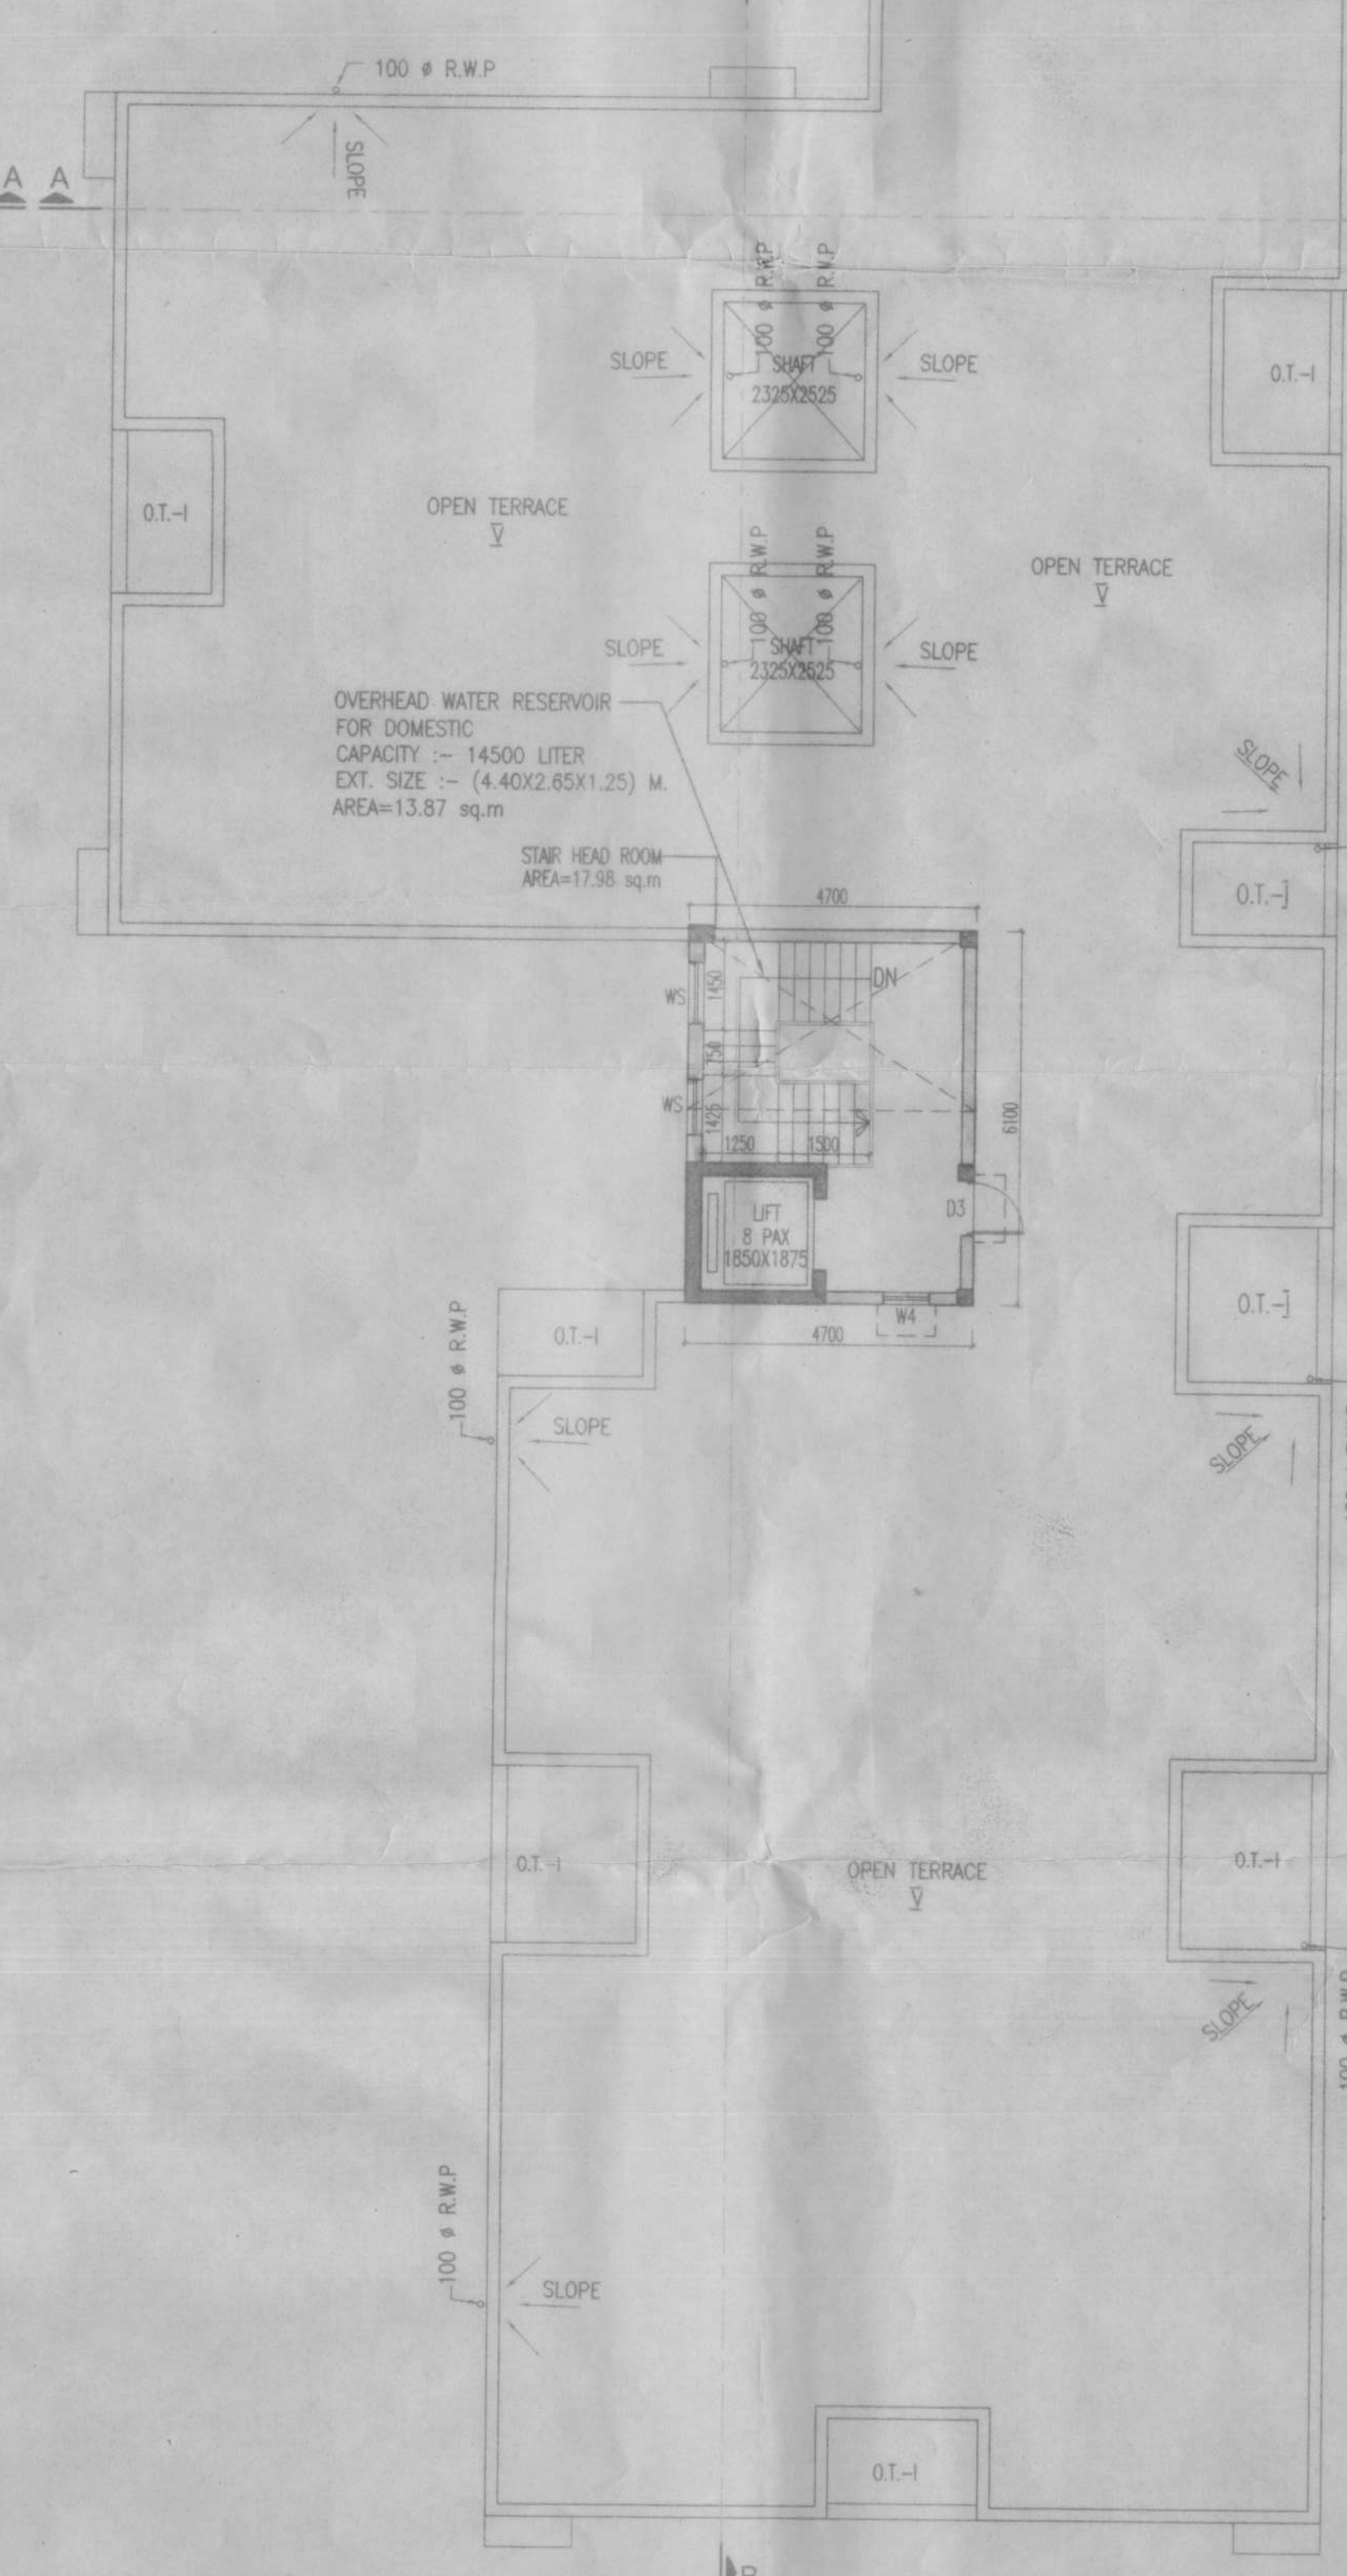 100 ø R.W.P
SLOPE
A A
100 ø R.W.P
100 ø R.W.P
SLOPE
SHAFT
2325X2525
SLOPE
O.T.-I
O.T.-I
OPEN TERRACE
OPEN TERRACE
100 ø R.W.P
100 ø R.W.P
SLOPE
SHAFT
2325X2525
SLOPE
OVERHEAD WATER RESERVOIR
FOR DOMESTIC
CAPACITY :- 14500 LITER
EXT. SIZE :- (4.40X2.65X1.25) M.
AREA=13.87 sq.m
SLOPE
STAIR HEAD ROOM
AREA=17.98 sq.m
O.T.-]
4700
WS
1450
DN
750
WS
1425
6100
1250
1500
LIFT
8 PAX
1850X1875
D3
W4
4700
O.T.-]
O.T.-I
100 ø R.W.P
SLOPE
SLOPE
O.T.-I
OPEN TERRACE
O.T.-I
SLOPE
100 ø R.W.P
100 ø R.W.P
SLOPE
O.T.-I